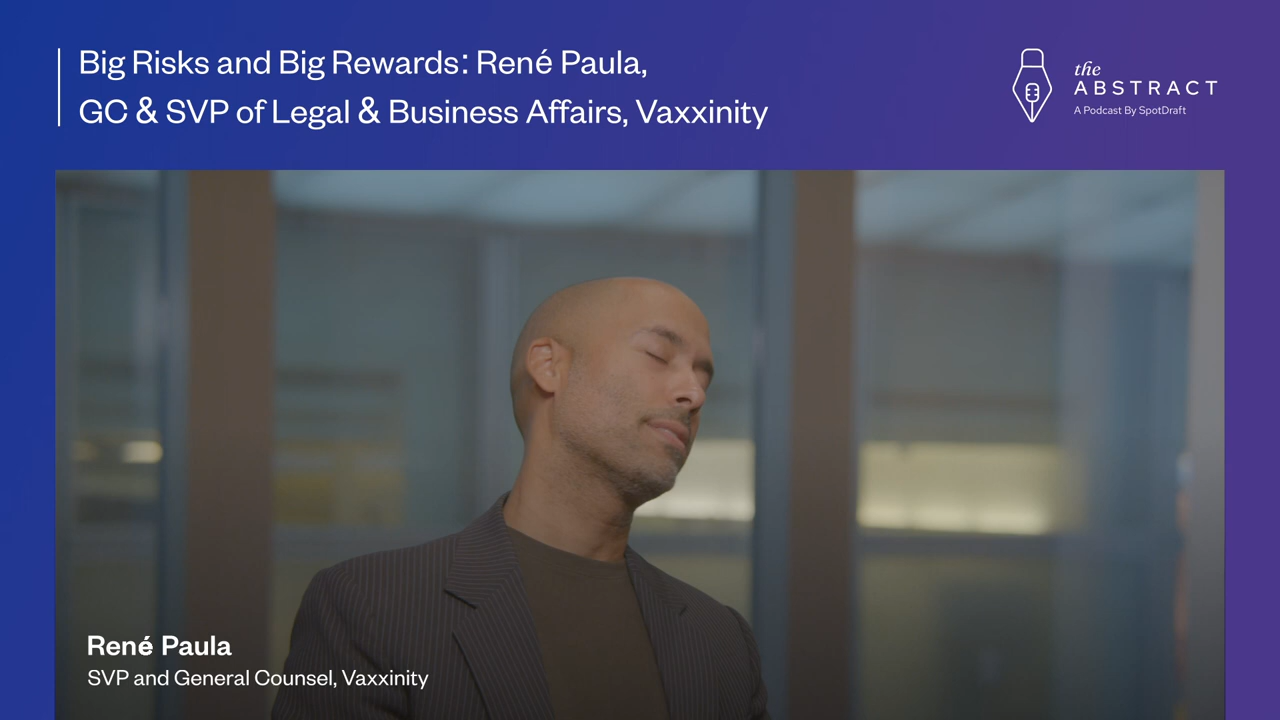 Big Risks and Big Rewards: René Paula,
GC & SVP of Legal & Business Affairs, Vaxxinity
the
ABSTRACT
A Podcast By SpotDraft
René Paula
SVP and General Counsel, Vaxxinity